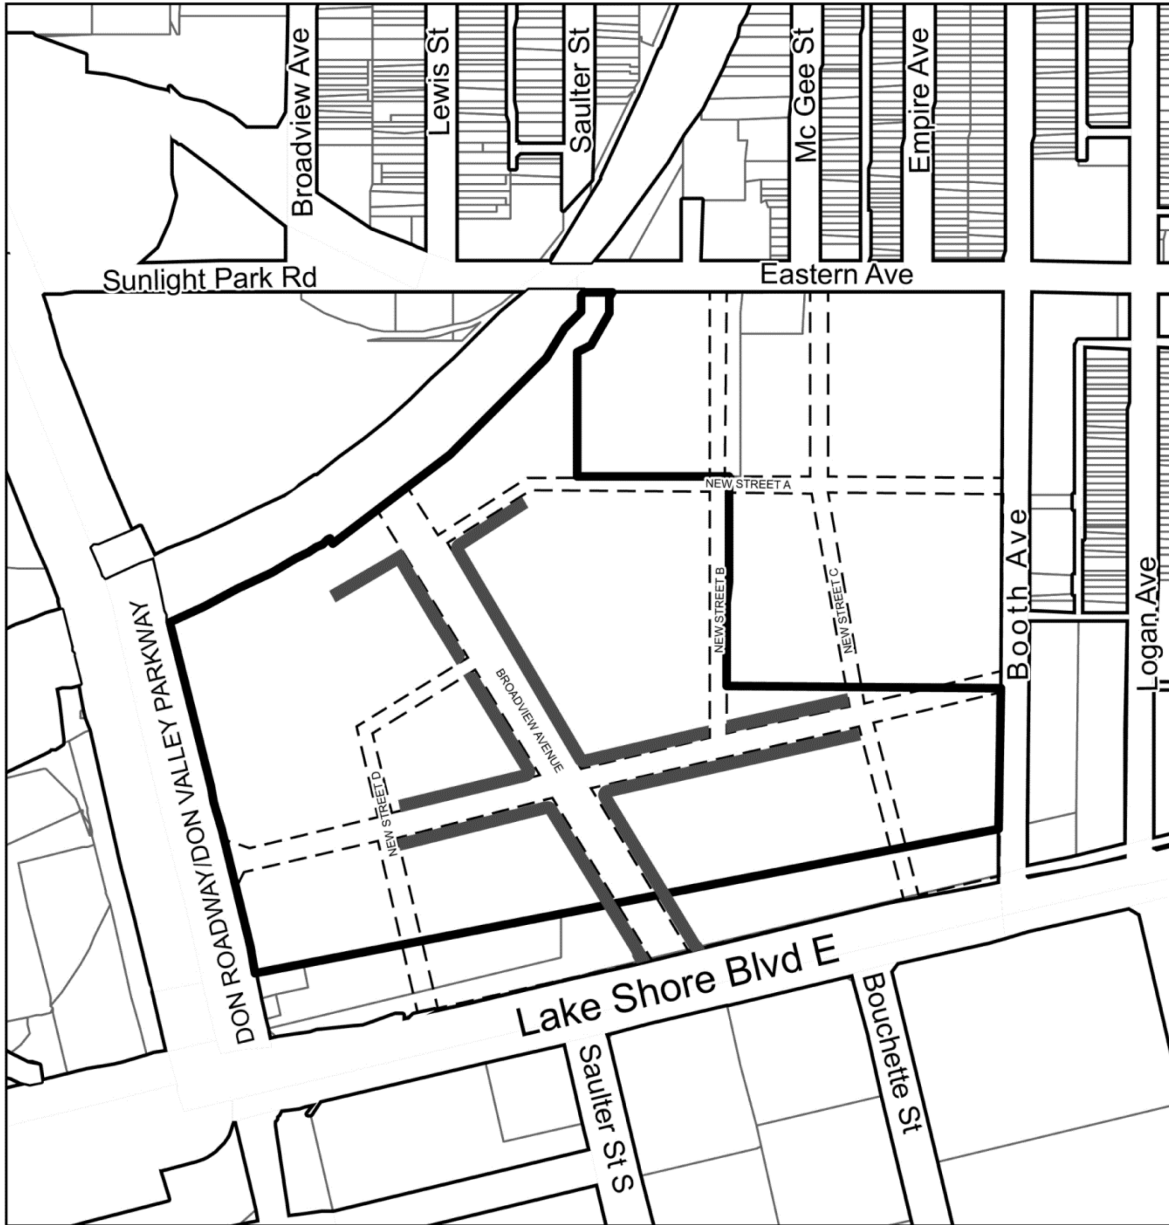 Broadview Ave
Lewis St
Saulter St
Mc Gee St
Empire Ave
Sunlight Park Rd
Eastern Ave
NEW STREET A
NEW STREET B
NEW STREET C
Booth Ave
Logan Ave
DON ROADWAY/DON VALLEY PARKWAY
BROADVIEW AVENUE
NEW STREET D
Lake Shore Blvd E
Saulter St S
Bouchette St